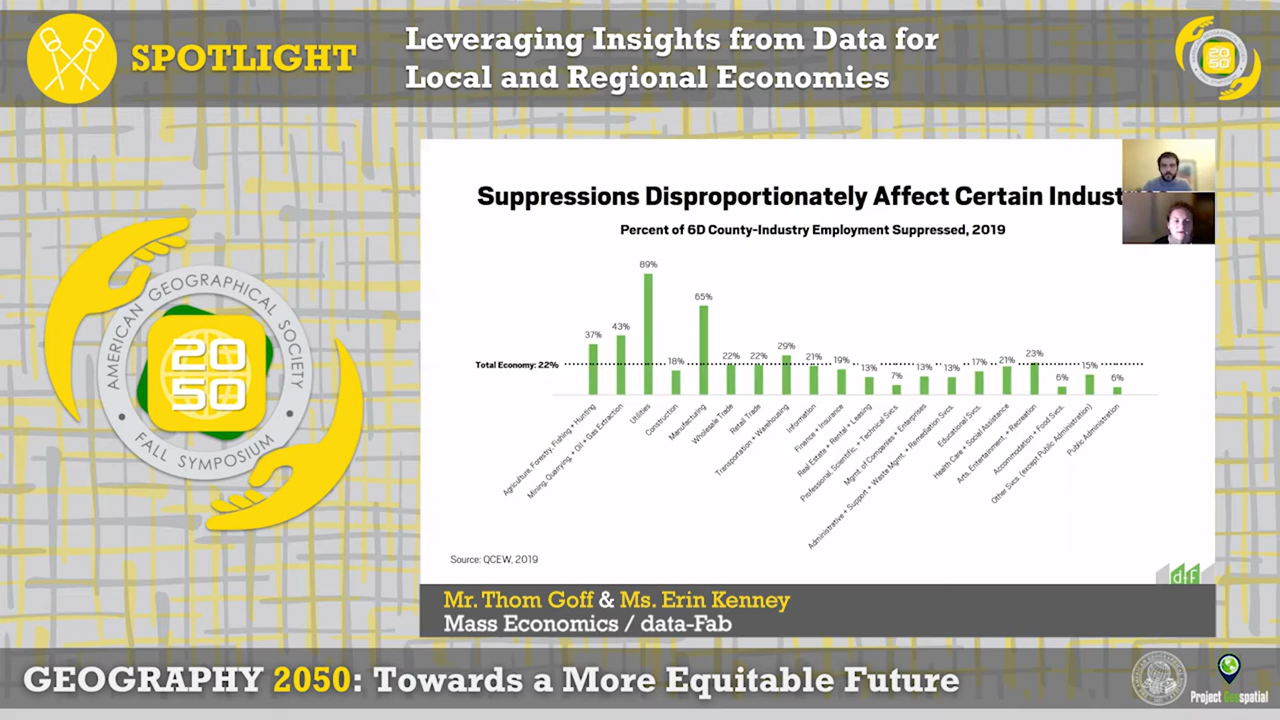 SPOTLIGHT
Leveraging Insights from Data for
Local and Regional Economies
20
50
AMERICAN GEOGRAPHICAL SOCIETY
20
50
• FALL SYMPOSIUM •
Suppressions Disproportionately Affect Certain Indust
Percent of 6D County-Industry Employment Suppressed, 2019
Total Economy: 22%
37%
43%
89%
18%
65%
22%
22%
29%
21%
19%
13%
7%
13%
13%
17%
21%
23%
6%
15%
6%
Agriculture, Forestry, Fishing + Hunting
Mining, Quarrying, + Oil + Gas Extraction
Utilities
Construction
Manufacturing
Wholesale Trade
Retail Trade
Transportation + Warehousing
Information
Finance + Insurance
Real Estate + Rental + Leasing
Professional, Scientific, + Technical Svcs.
Mgmt. of Companies + Enterprises
Administrative + Support + Waste Mgmt. + Remediation Svcs.
Educational Svcs.
Health Care + Social Assistance
Arts, Entertainment, + Recreation
Accommodation + Food Svcs.
Other Svcs. (except Public Administration)
Public Administration
Source: QCEW, 2019
dtF
Mr. Thom Goff & Ms. Erin Kenney
Mass Economics / data-Fab
GEOGRAPHY 2050: Towards a More Equitable Future
Project Geospatial